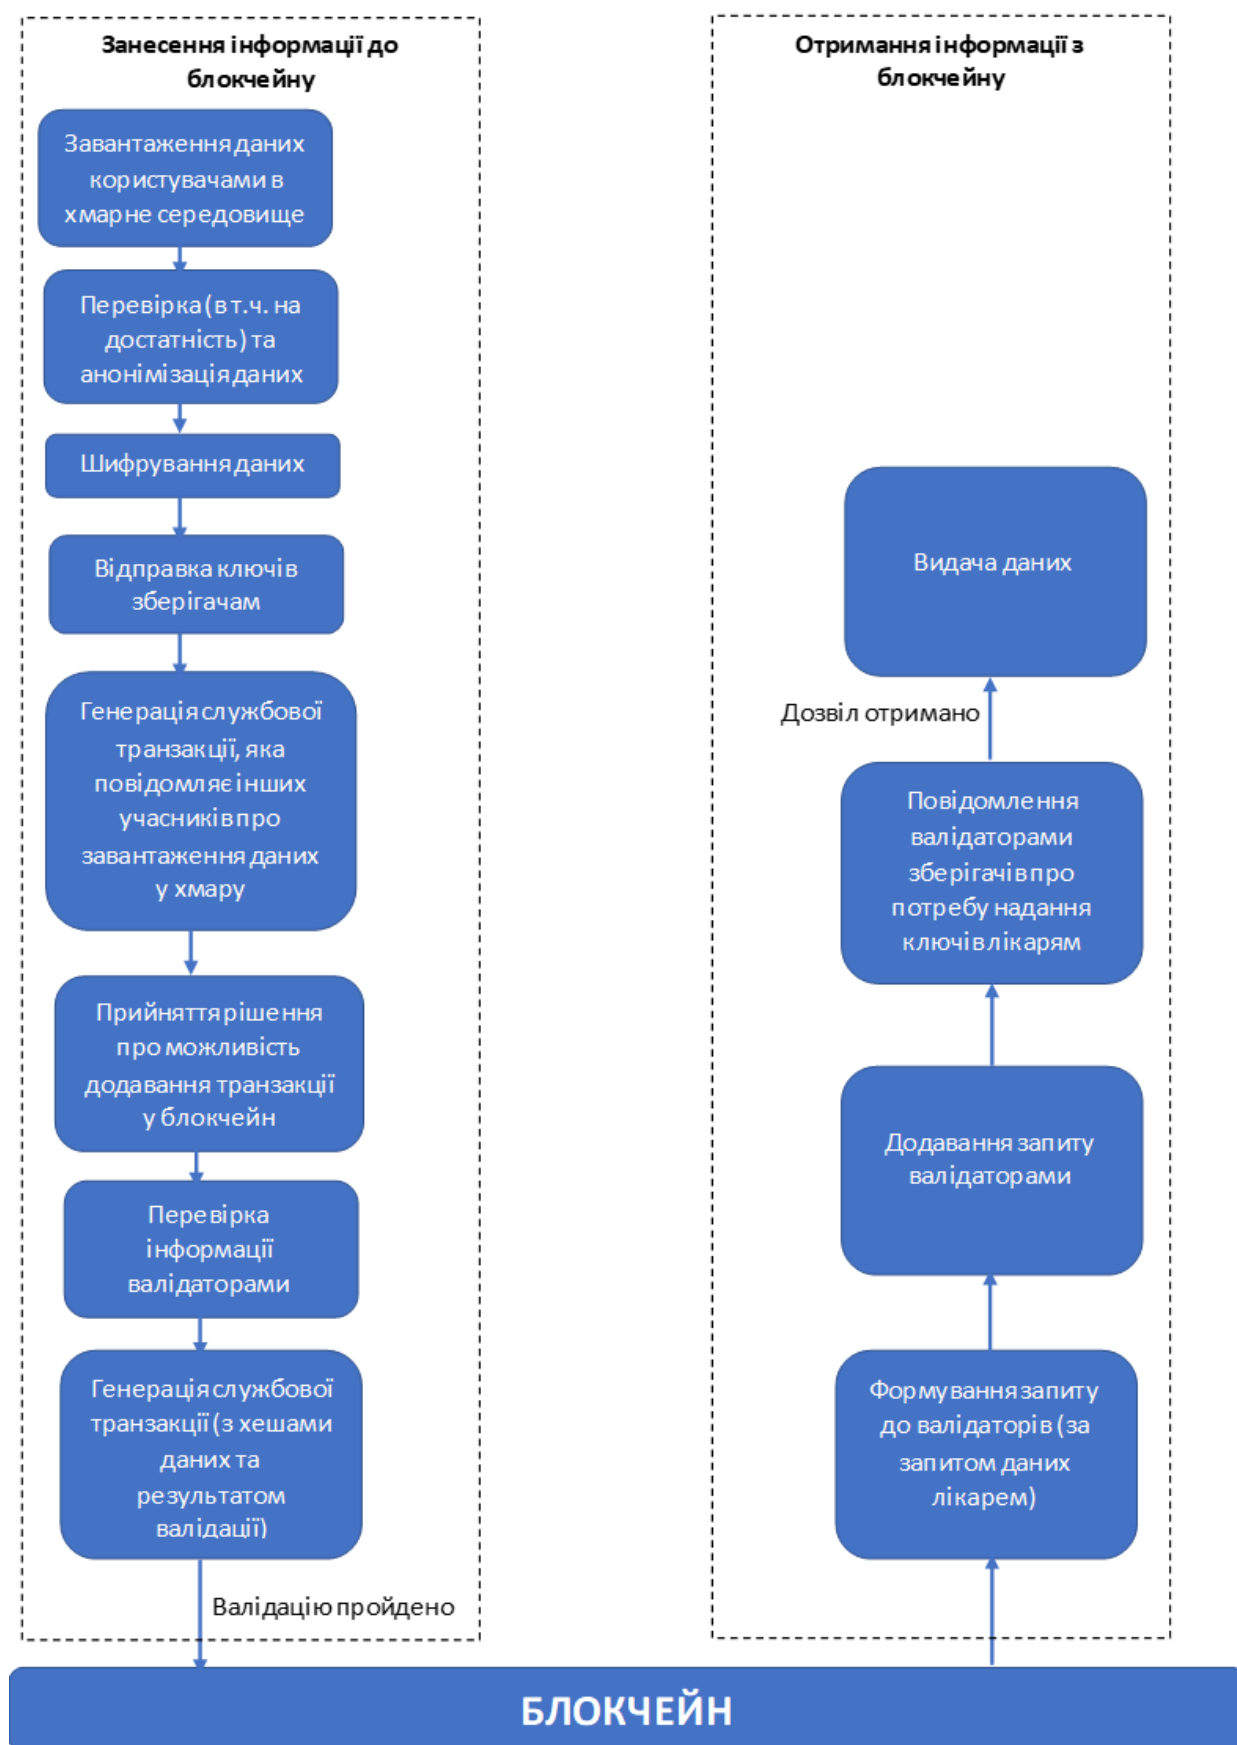 Занесення інформації до
блокчейну
Завантаження даних
користувачами в
хмарне середовище
Перевірка (в т.ч. на
достатність) та
анонімізація даних
Шифрування даних
Відправка ключів
зберігачам
Генерація службової
транзакції, яка
повідомляє інших
учасників про
завантаження даних
у хмару
Прийняття рішення
про можливість
додавання транзакції
у блокчейн
Перевірка
інформації
валідаторами
Генерація службової
транзакції (з хешами
даних та
результатом
валідації)
Валідацію пройдено
Отримання інформації з
блокчейну
Видача даних
Дозвіл отримано
Повідомлення
валідаторами
зберігачів про
потребу надання
ключів лікарям
Додавання запиту
валідаторами
Формування запиту
до валідаторів (за
запитом даних
лікарем)
БЛОКЧЕЙН